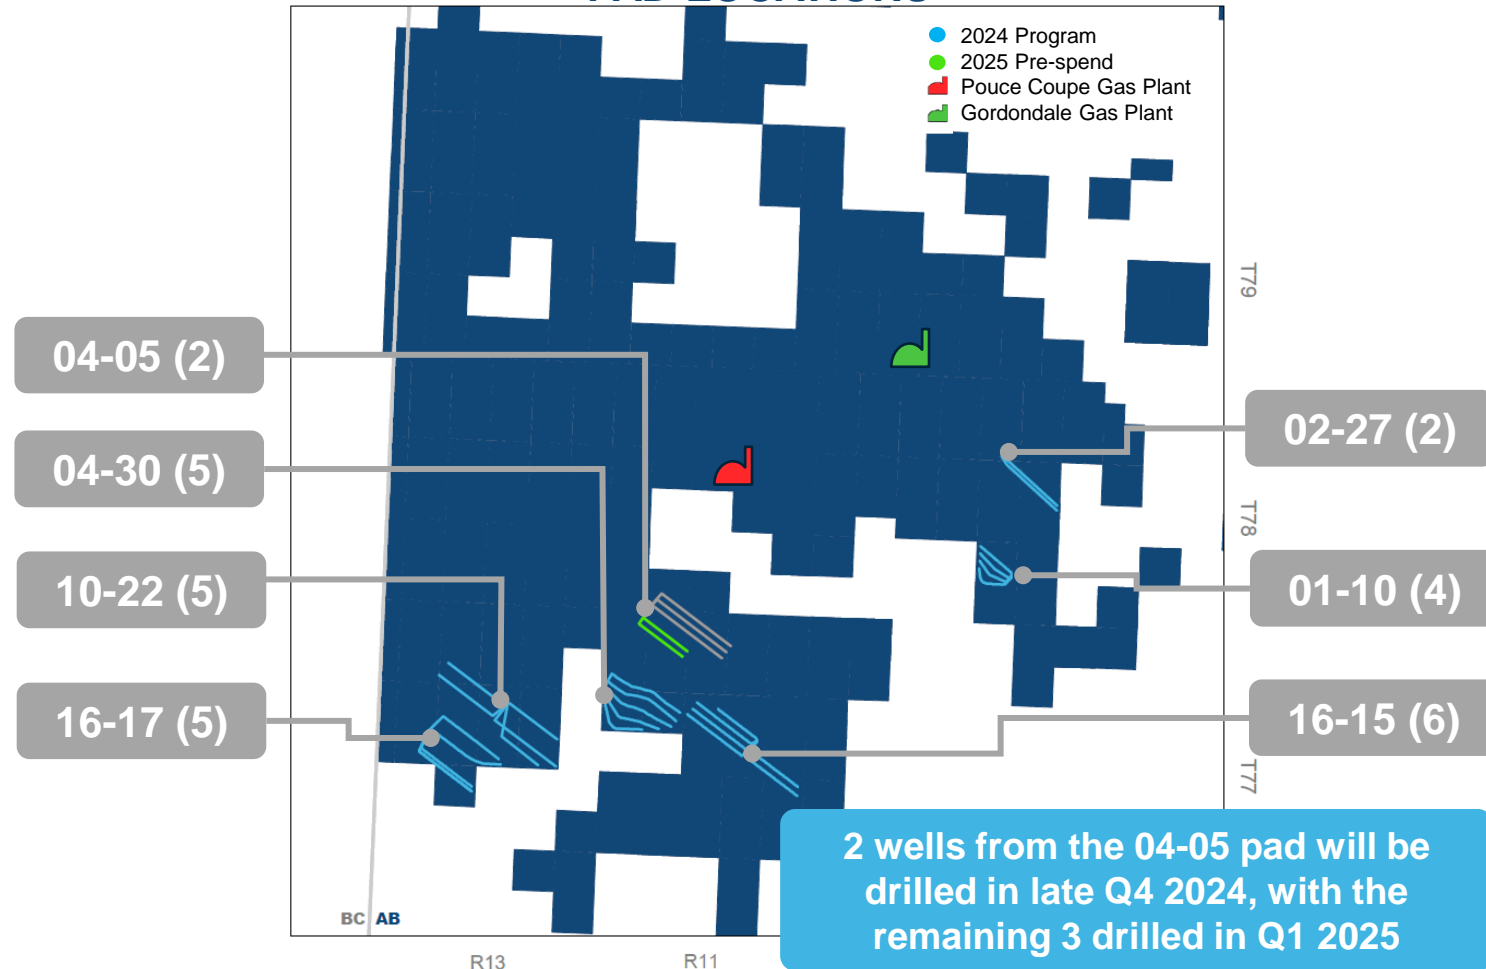 PAD LOCATIONS
2024 Program
2025 Pre-spend
Pouce Coupe Gas Plant
Gordondale Gas Plant
T79
04-05 (2)
02-27 (2)
04-30 (5)
T78
10-22 (5)
01-10 (4)
16-17 (5)
16-15 (6)
T77
2 wells from the 04-05 pad will be
drilled in late Q4 2024, with the
remaining 3 drilled in Q1 2025
BC AB
R13
R11